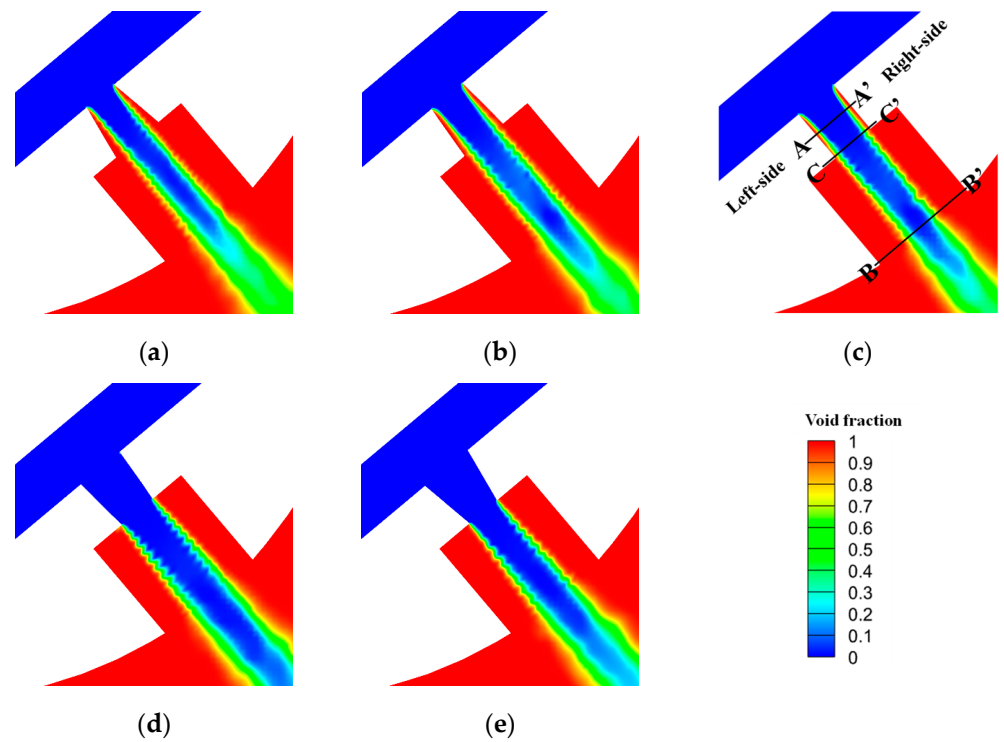 Right-side
A'
C'
A
C
Left-side
B'
B
(a)
(b)
(c)
Void fraction
1
0.9
0.8
0.7
0.6
0.5
0.4
0.3
0.2
0.1
0
(d)
(e)